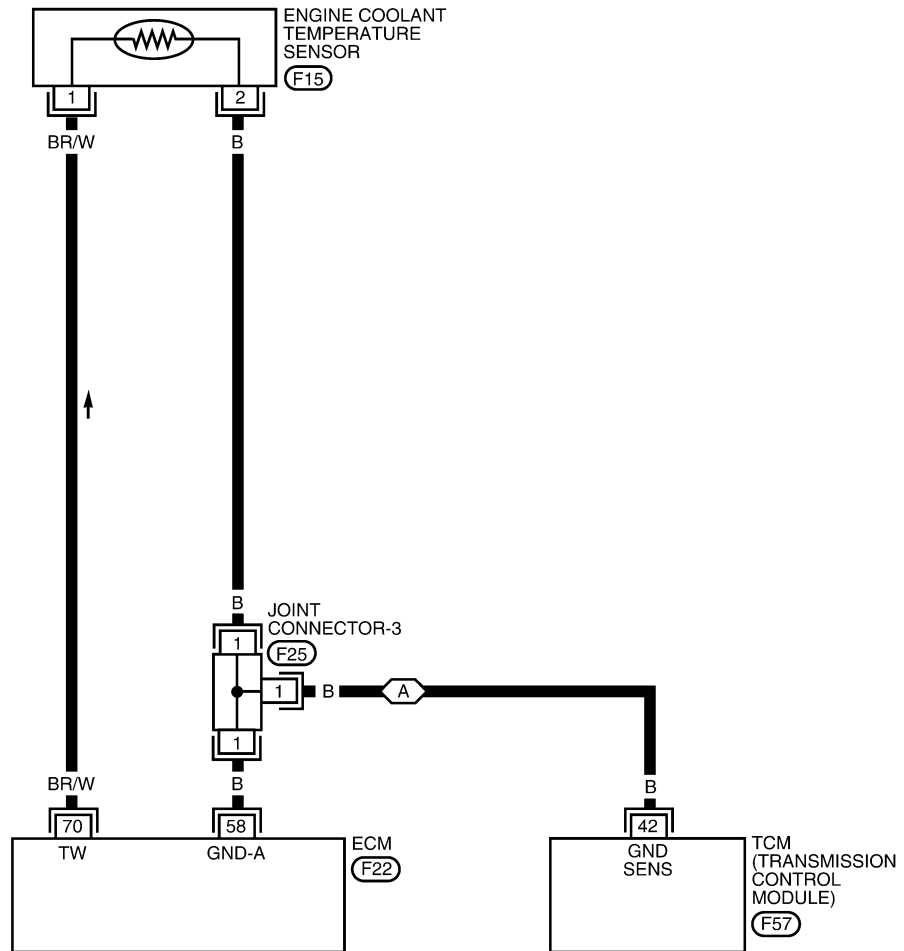 ENGINE COOLANT
TEMPERATURE
SENSOR
F15
1
2
BR/W
B
B
JOINT
CONNECTOR-3
F25
1
1
B
A
1
BR/W
B
B
70
58
42
TW
GND-A
ECM
F22
GND
SENS
TCM
(TRANSMISSION
CONTROL
MODULE)
F57